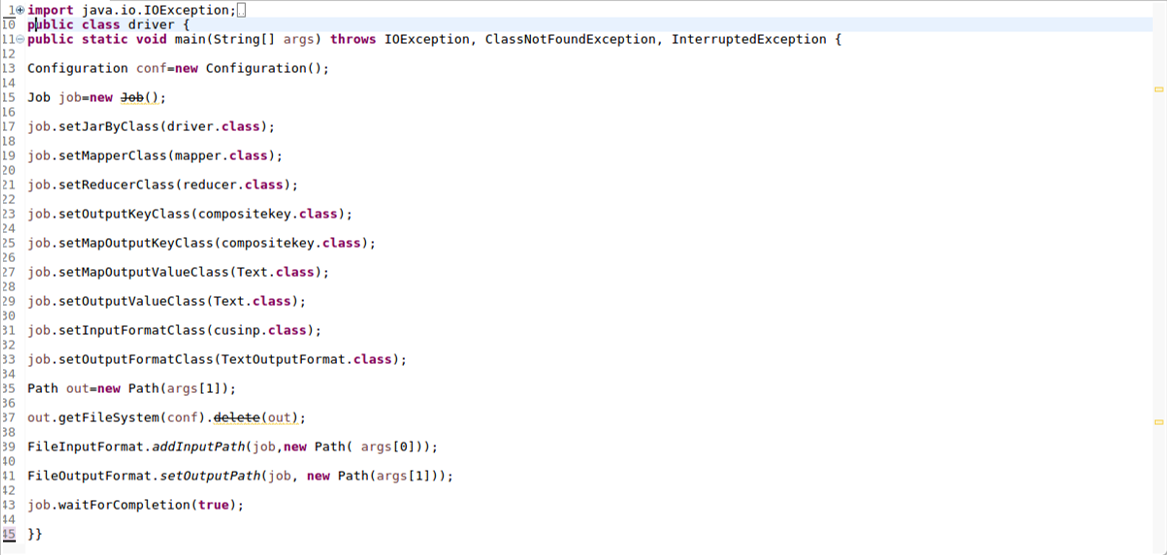 1 import java.io.IOException;
10 public class driver {
11 public static void main(String[] args) throws IOException, ClassNotFoundException, InterruptedException {
12
13 Configuration conf=new Configuration();
14
15 Job job=new Job();
16
17 job.setJarByClass(driver.class);
18
19 job.setMapperClass(mapper.class);
20
21 job.setReducerClass(reducer.class);
22
23 job.setOutputKeyClass(compositekey.class);
24
25 job.setMapOutputKeyClass(compositekey.class);
26
27 job.setMapOutputValueClass(Text.class);
28
29 job.setOutputValueClass(Text.class);
30
31 job.setInputFormatClass(cusinp.class);
32
33 job.setOutputFormatClass(TextOutputFormat.class);
34
35 Path out=new Path(args[1]);
36
37 out.getFileSystem(conf).delete(out);
38
39 FileInputFormat.addInputPath(job,new Path( args[0]));
40
41 FileOutputFormat.setOutputPath(job, new Path(args[1]));
42
43 job.waitForCompletion(true);
44
45 }}